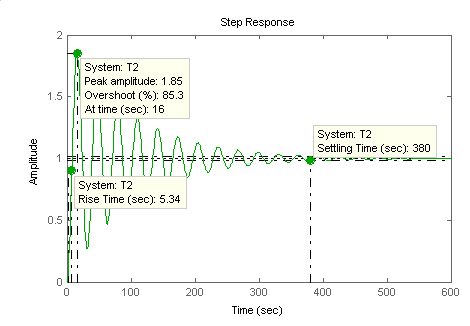 Step Response
2
System: T2
Peak amplitude: 1.85
Overshoot (%): 85.3
At time (sec): 16
1.5
System: T2
Settling Time (sec): 380
1
System: T2
Rise Time (sec): 5.34
0.5
0
0 100 200 300 400 500 600
Time (sec)
Amplitude